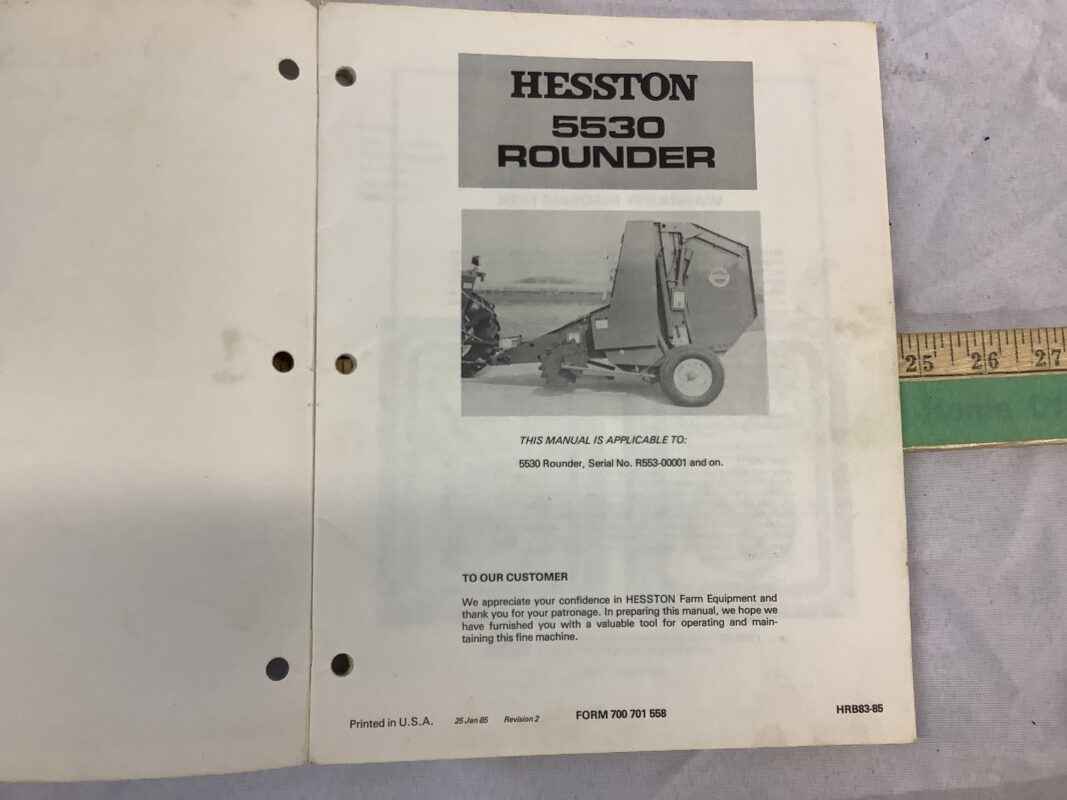 HESSTON
5530
ROUNDER
THIS MANUAL IS APPLICABLE TO:
5530 Rounder, Serial No. R553-00001 and on.
TO OUR CUSTOMER
We appreciate your confidence in HESSTON Farm Equipment and
thank you for your patronage. In preparing this manual, we hope we
have furnished you with a valuable tool for operating and main-
taining this fine machine.
Printed in U.S.A. 25 Jan 85 Revision 2 FORM 700 701 558 HRB83-85
25 26 27